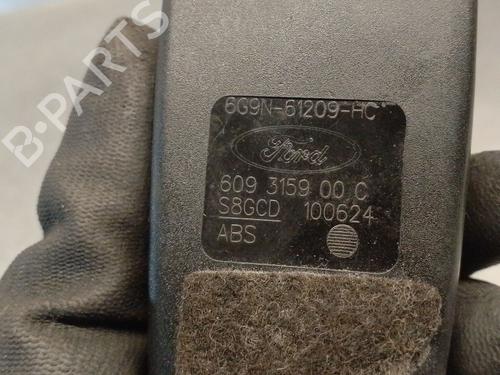 B-PARTS
6G9N-61209-HC
Ford
609 3159 00 C
S8GCD 100624
ABS